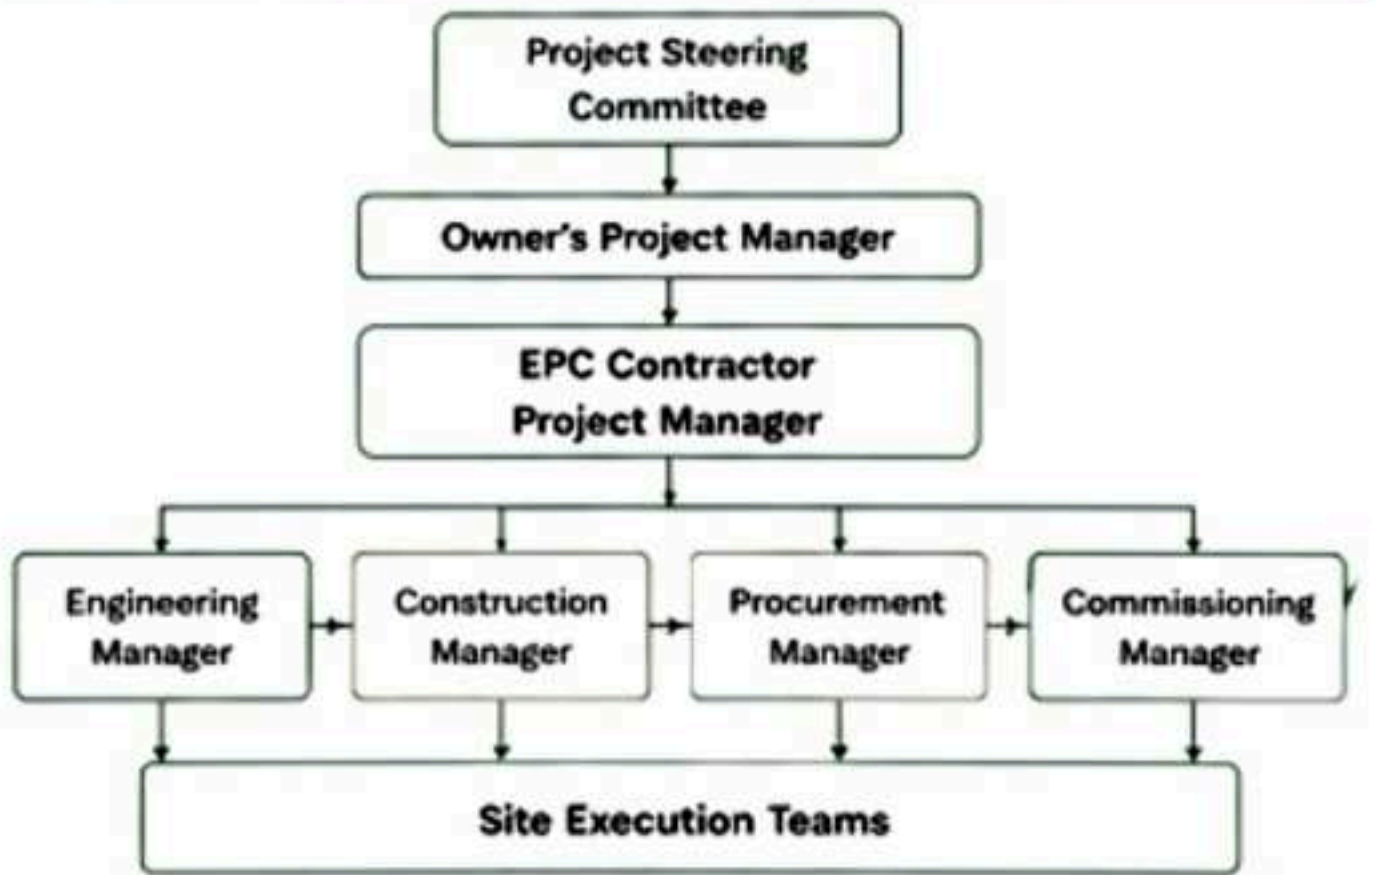 Project Steering
Committee
Owner's Project Manager
EPC Contractor
Project Manager
Engineering
Manager
Construction
Manager
Procurement
Manager
Commissioning
Manager
Site Execution Teams